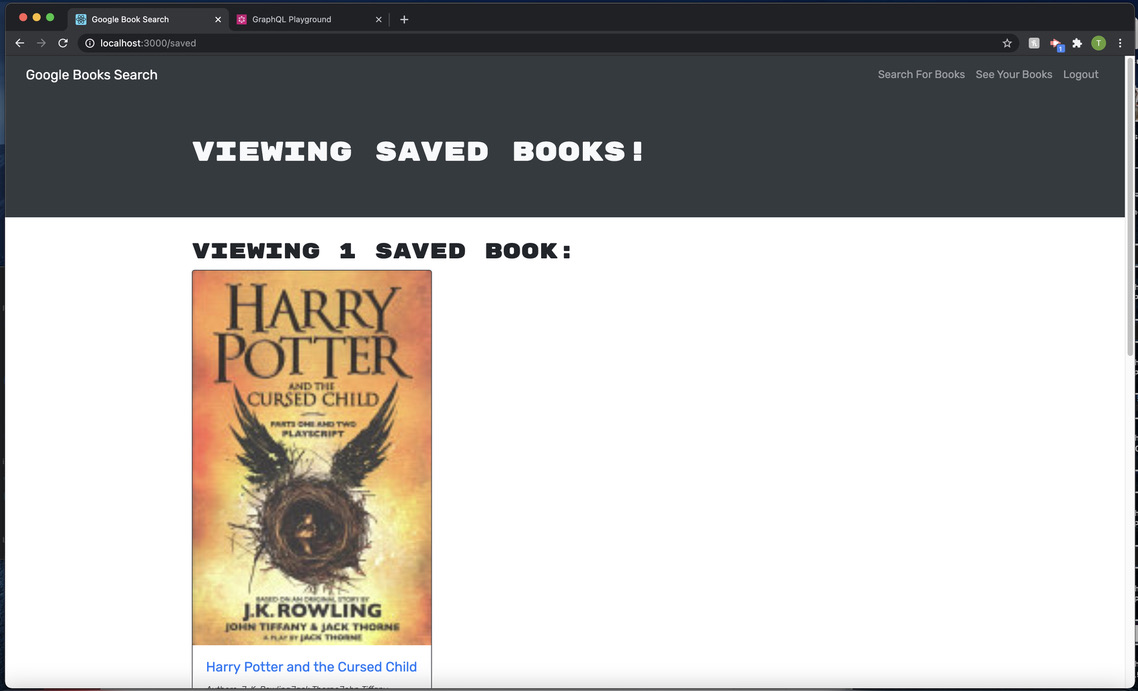 Google Book Search
GraphQL Playground
localhost:3000/saved
1
T
Google Books Search
Search For Books
See Your Books
Logout
VIEWING SAVED BOOKS!
VIEWING 1 SAVED BOOK:
HARRY
POTTER
AND THE
CURSED CHILD
PARTS ONE AND TWO
PLAYSCRIPT
BASED ON AN ORIGINAL STORY BY
J.K. ROWLING
JOHN TIFFANY & JACK THORNE
A PLAY BY JACK THORNE
Harry Potter and the Cursed Child